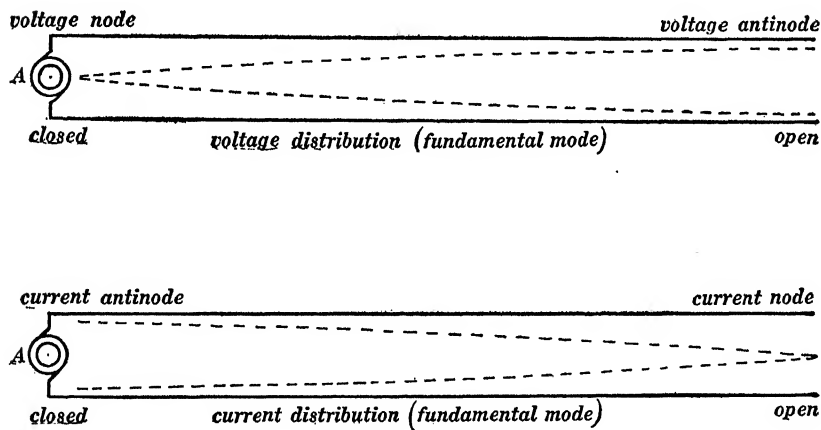 voltage node voltage antinode
A
closed voltage distribution (fundamental mode) open
current antinode current node
A
closed current distribution (fundamental mode) open